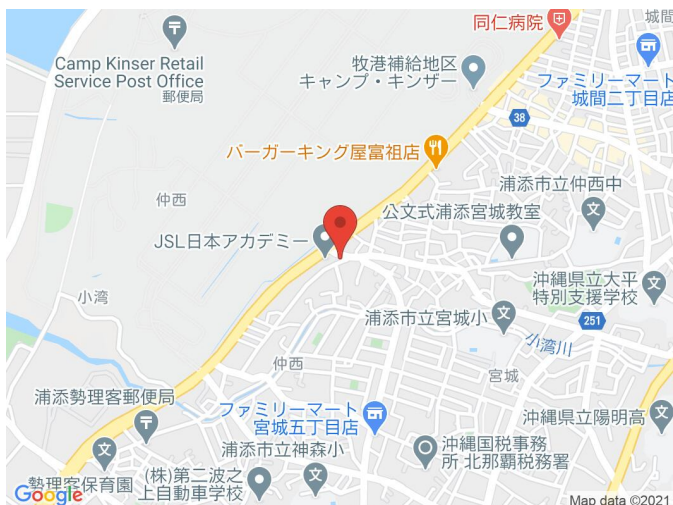 同仁病院
城間
Camp Kinser Retail
Service Post Office
郵便局
牧港補給地区
キャンプ・キンザー
ファミリーマート
城間二丁目店
38
バーガーキング屋富祖店
仲西
浦添市立仲西中
公文式浦添宮城教室
JSL日本アカデミー
沖縄県立大平
特別支援学校
小湾
浦添市立宮城小
251
小湾川
仲西
宮城
浦添勢理客郵便局
ファミリーマート
宮城五丁目店
沖縄県立陽明高
浦添市立神森小
沖縄国税事務
所 北那覇税務署
勢理客保育園
(株)第二波之
上自動車学校
Google
Map data ©2021